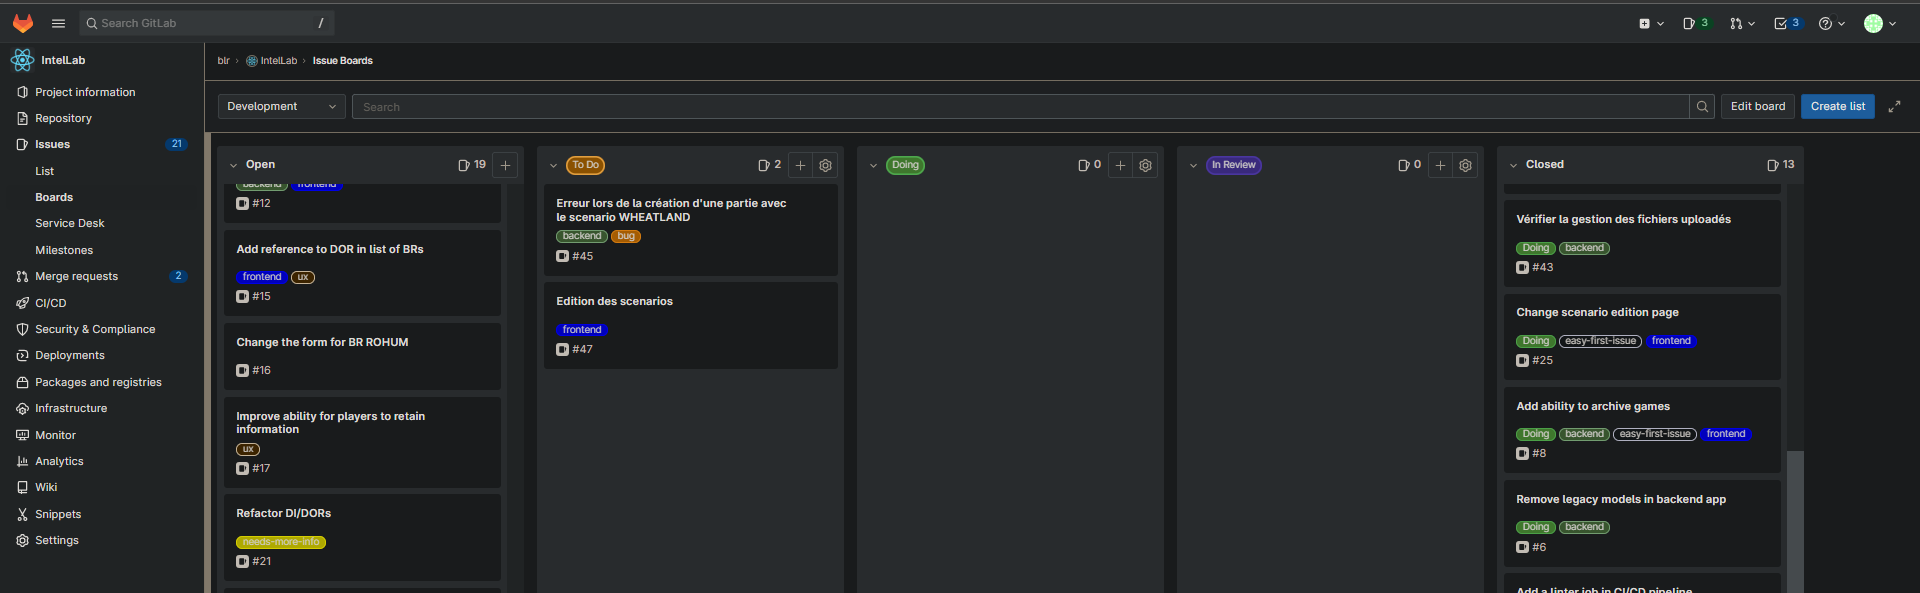 Search GitLab
/
3
3
IntelLab
blr › IntelLab › Issue Boards
Project information
Repository
Issues
21
List
Boards
Service Desk
Milestones
Merge requests
2
CI/CD
Security & Compliance
Deployments
Packages and registries
Infrastructure
Monitor
Analytics
Wiki
Snippets
Settings
Development
Search
Edit board
Create list
Open
19
backend
frontend
#12
Add reference to DOR in list of BRs
frontend
ux
#15
Change the form for BR ROHUM
#16
Improve ability for players to retain
information
ux
#17
Refactor DI/DORs
needs-more-info
#21
To Do
2
Erreur lors de la création d'une partie avec
le scenario WHEATLAND
backend
bug
#45
Edition des scenarios
frontend
#47
Doing
0
In Review
0
Closed
13
Vérifier la gestion des fichiers uploadés
Doing
backend
#43
Change scenario edition page
Doing
easy-first-issue
frontend
#25
Add ability to archive games
Doing
backend
easy-first-issue
frontend
#8
Remove legacy models in backend app
Doing
backend
#6
Add a linter job in CI/CD pipeline